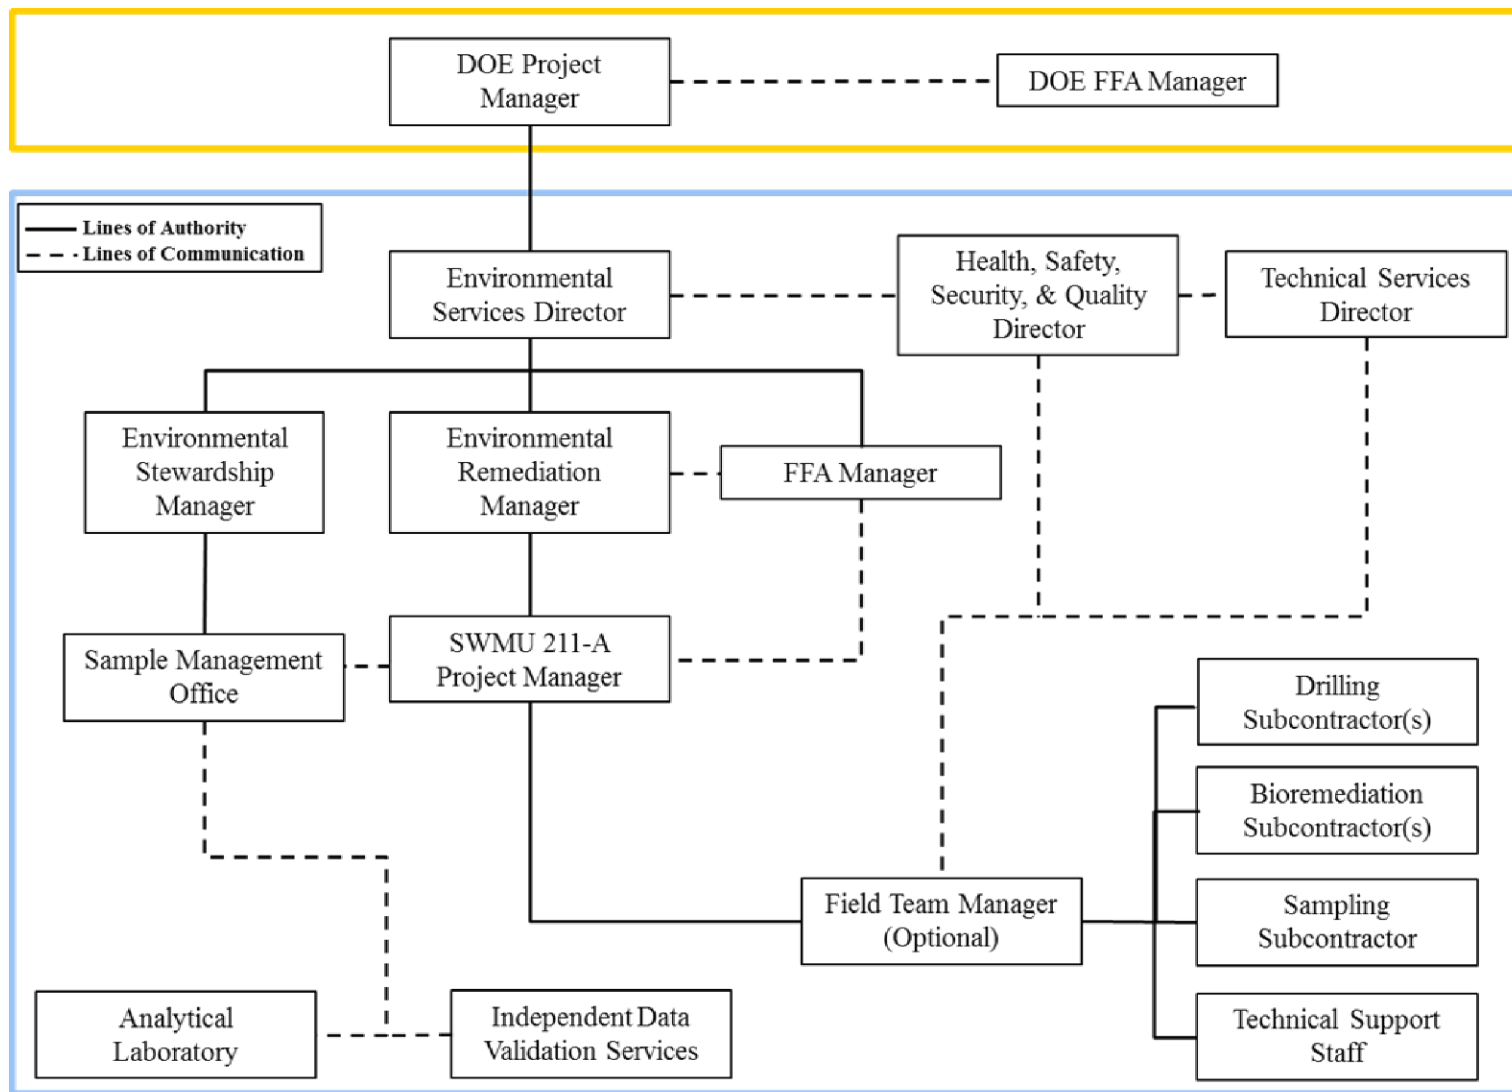 DOE Project
Manager
DOE FFA Manager
Lines of Authority
Lines of Communication
Environmental
Services Director
Health, Safety,
Security, & Quality
Director
Technical Services
Director
Environmental
Stewardship
Manager
Environmental
Remediation
Manager
FFA Manager
Sample Management
Office
SWMU 211-A
Project Manager
Drilling
Subcontractor(s)
Bioremediation
Subcontractor(s)
Field Team Manager
(Optional)
Sampling
Subcontractor
Analytical
Laboratory
Independent Data
Validation Services
Technical Support
Staff